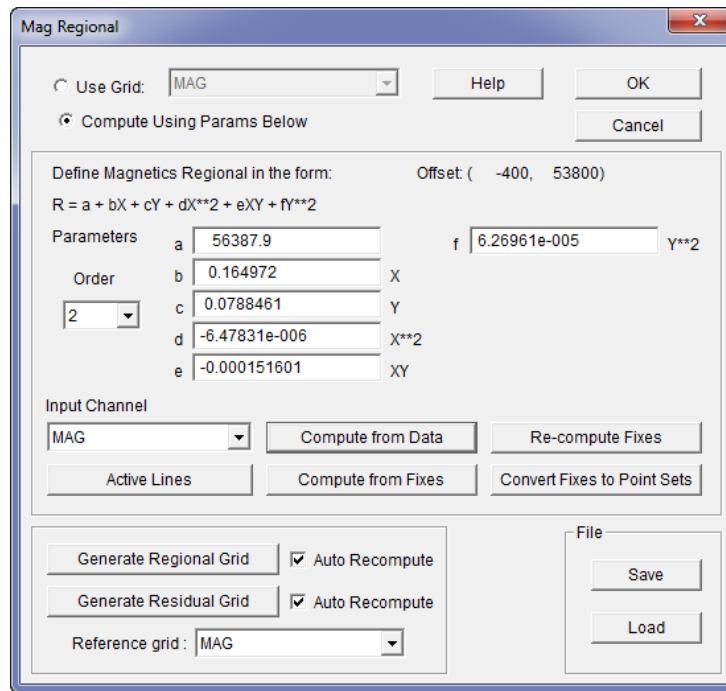 Mag Regional
Use Grid: MAG Help OK
Compute Using Params Below Cancel
Define Magnetics Regional in the form: Offset: ( -400, 53800)
R = a + bX + cY + dX**2 + eXY + fY**2
Parameters a 56387.9 f 6.26961e-005 Y**2
Order b 0.164972 X
2 c 0.0788461 Y
d -6.47831e-006 X**2
e -0.000151601 XY
Input Channel
MAG Compute from Data Re-compute Fixes
Active Lines Compute from Fixes Convert Fixes to Point Sets
File
Generate Regional Grid Auto Recompute Save
Generate Residual Grid Auto Recompute
Reference grid : MAG Load